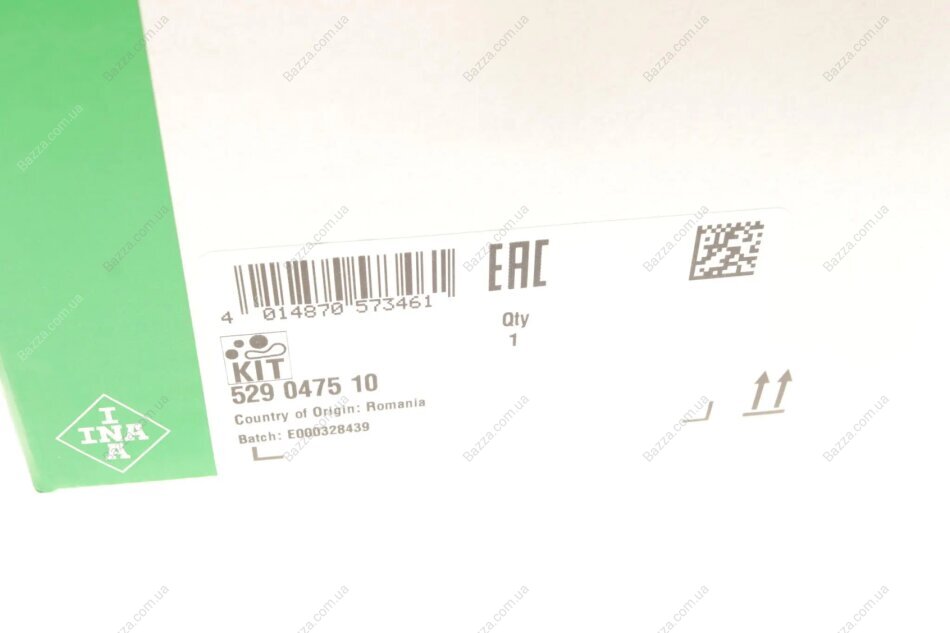 4 014870 573461
EAC
Qty
1
KIT
529 0475 10
Country of Origin: Romania
Batch: E000328439
I
INA
A
Bazza.com.ua